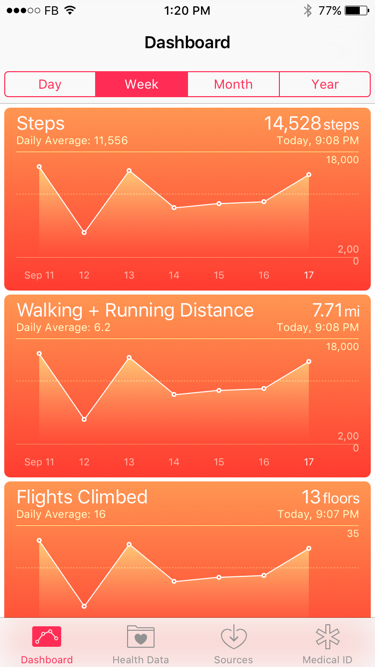 FB 1:20 PM 77%
Dashboard
Day Week Month Year
Steps 14,528 steps
Daily Average: 11,556 Today, 9:08 PM
18,000
2,00
0
Sep 11 12 13 14 15 16 17
Walking + Running Distance 7.71 mi
Daily Average: 6.2 Today, 9:08 PM
18,000
2,00
0
Sep 11 12 13 14 15 16 17
Flights Climbed 13 floors
Daily Average: 16 Today, 9:07 PM
35
Dashboard Health Data Sources Medical ID